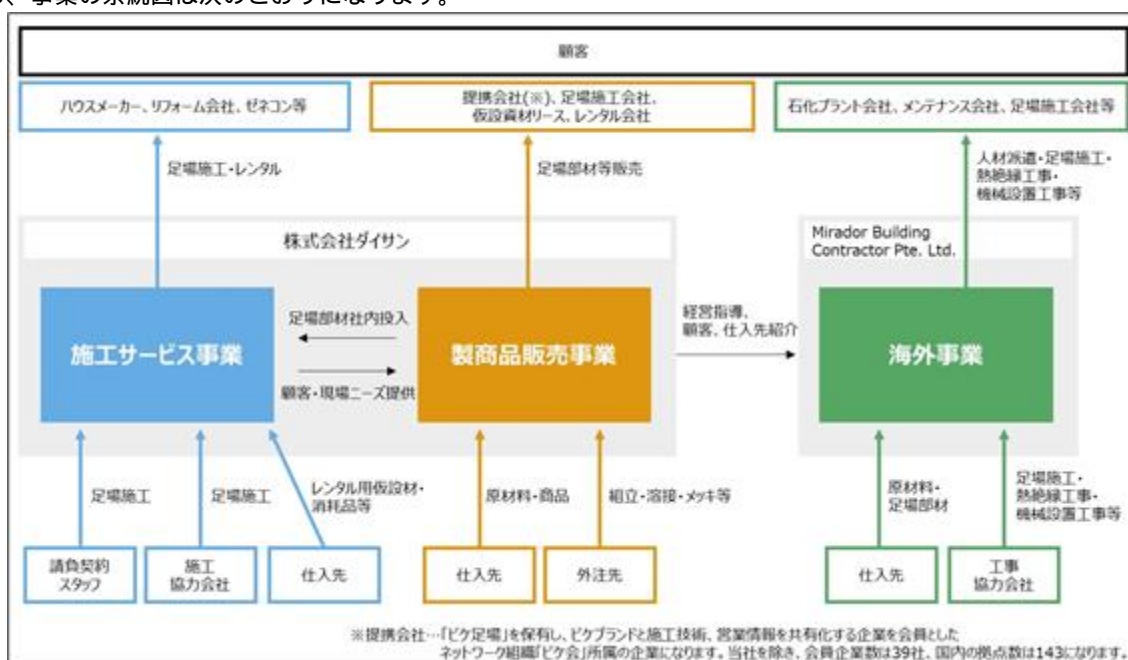 事業の系統図は次のとおりになります。
顧客
ハウスメーカー、リフォーム会社、ゼネコン等
提携会社(※)、足場施工会社、
仮設資材リース、レンタル会社
石化プラント会社、メンテナンス会社、足場施工会社等
足場施工・レンタル
足場部材等販売
人材派遣・足場施工・
熱絶縁工事・
機械設置工事等
株式会社ダイサン
Mirador Building
Contractor Pte. Ltd.
施工サービス事業
足場部材社内投入
顧客・現場ニーズ提供
製商品販売事業
経営指導、
顧客、仕入先紹介
海外事業
足場施工
足場施工
レンタル用仮設材・
消耗品等
原材料・商品
組立・溶接・メッキ等
原材料・
足場部材
足場施工・
熱絶縁工事・
機械設置工事等
請負契約
スタッフ
施工
協力会社
仕入先
仕入先
外注先
仕入先
工事
協力会社
※提携会社…「ビケ足場」を保有し、ビケブランドと施工技術、営業情報を共有化する企業を会員とした
ネットワーク組織「ビケ会」所属の企業になります。当社を除き、会員企業数は39社、国内の拠点数は143になります。